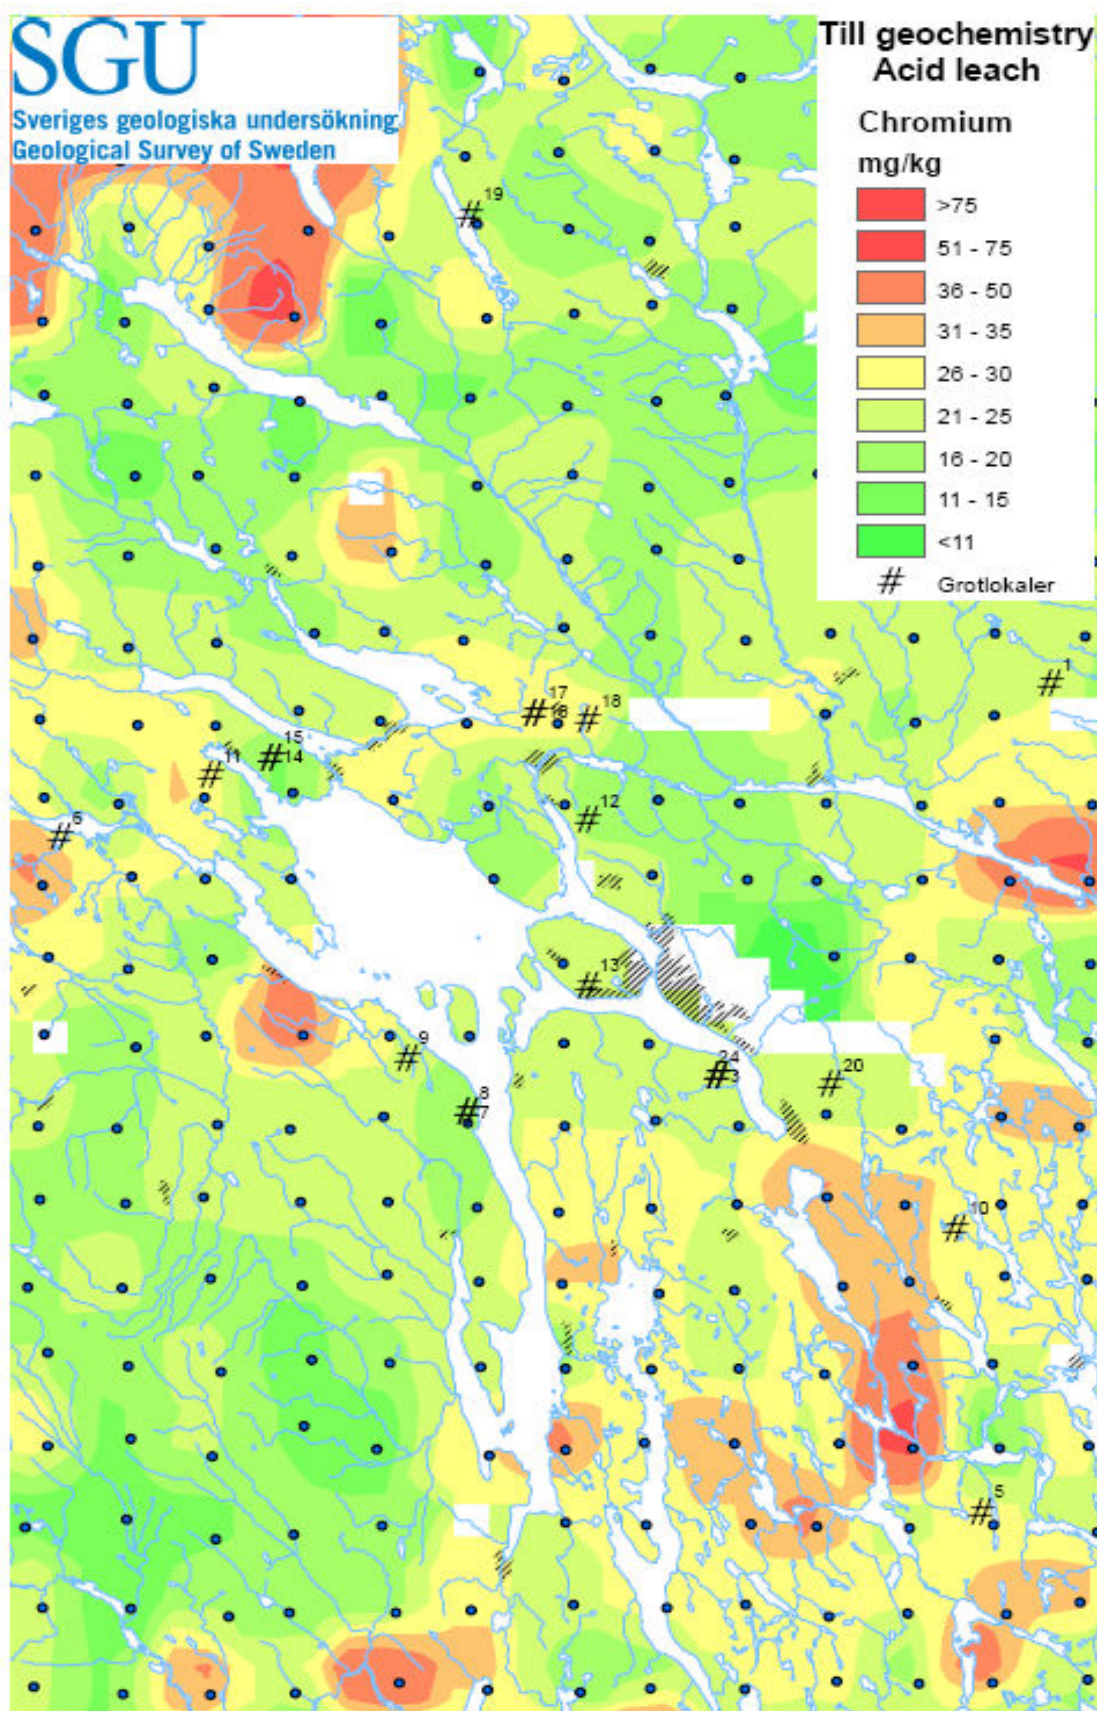 SGU
Sveriges geologiska undersökning
Geological Survey of Sweden
Till geochemistry
Acid leach
Chromium
mg/kg
>75
51 - 75
36 - 50
31 - 35
26 - 30
21 - 25
16 - 20
11 - 15
<11
# Grotlokaler
19
1
17
18
15
14
11
12
6
13
9
24
3
20
8
7
10
5